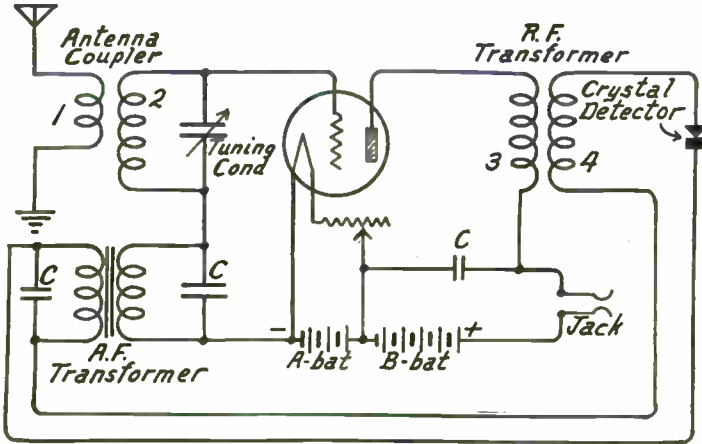 Antenna
Coupler
1
2
Tuning
Cond
R.F.
Transformer
Crystal
Detector
3
4
C
C
A.F.
Transformer
-
A-bat
B-bat
+
C
Jack